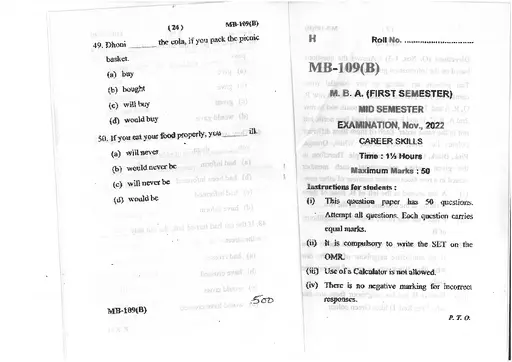 ( 24 ) MB-109(B)
49. Dhoni ______ the cola, if you pack the picnic
basket.
(a) buy
(b) bought
(c) will buy
(d) would buy
50. If you eat your food properly, you ______ ill.
(a) will never
(b) would never be
(c) will never be
(d) would be
MB-109(B)
500
H Roll No. ..............................
MB-109(B)
M. B. A. (FIRST SEMESTER)
MID SEMESTER
EXAMINATION, Nov., 2022
CAREER SKILLS
Time : 1½ Hours
Maximum Marks : 50
Instructions for students :
(i) This question paper has 50 questions.
Attempt all questions. Each question carries
equal marks.
(ii) It is compulsory to write the SET on the
OMR.
(iii) Use of a Calculator is not allowed.
(iv) There is no negative marking for incorrect
responses.
P. T. O.